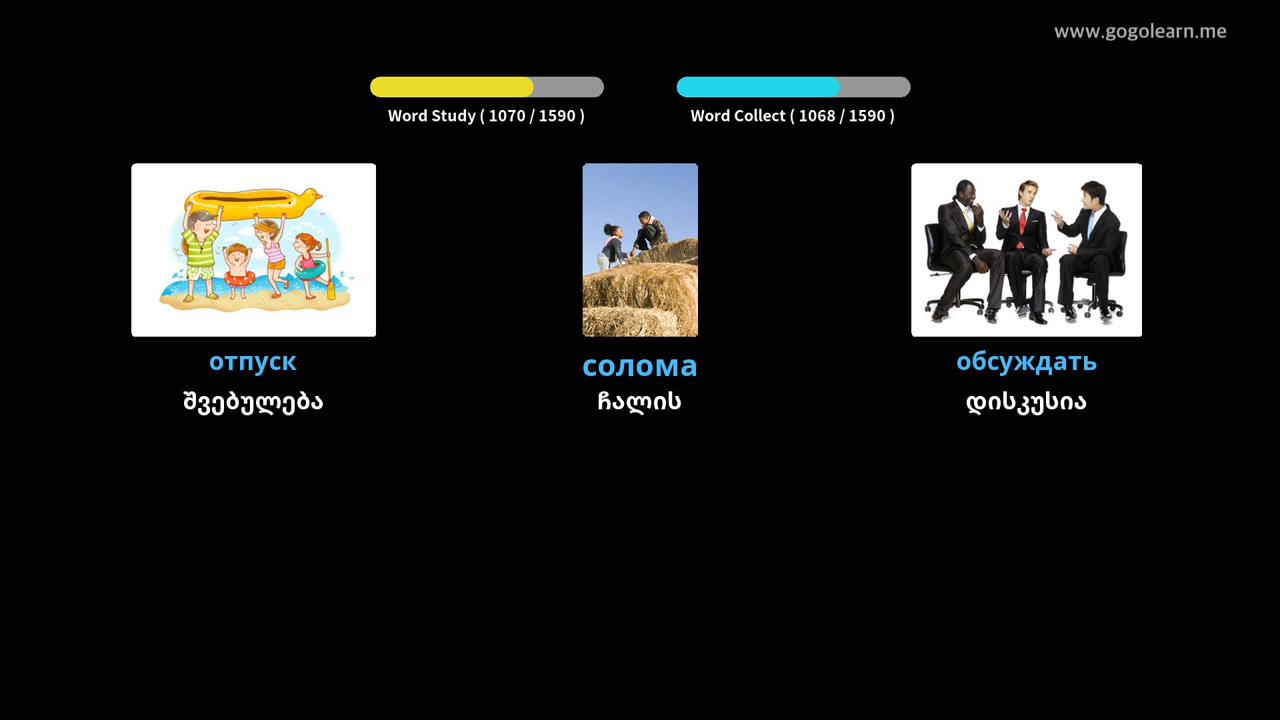 www.gogolearn.me
Word Study ( 1070 / 1590 )
Word Collect ( 1068 / 1590 )
отпуск
შვებულება
солома
ჩალის
обсуждать
დისკუსია